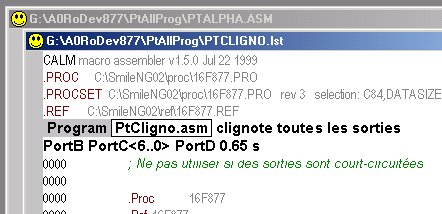 G:\A0RoDev877\PtAllProg\PTALPHA.ASM
G:\A0RoDev877\PtAllProg\PTCLIGNO.lst
CALM macro assembler v1.5.0 Jul 22 1999
.PROC C:\SmileNG02\proc\16F877.PRO
.PROCSET C:\SmileNG02\proc\16F877.PRO rev 3 selection: C84,DATASIZE
.REF C:\SmileNG02\ref\16F877.REF
Program PtCligno.asm clignote toutes les sorties
PortB PortC<6..0> PortD 0.65 s
0000 ; Ne pas utiliser si des sorties sont court-circuitées
0000
0000 .Proc 16F877
0000 .Ref 16F877